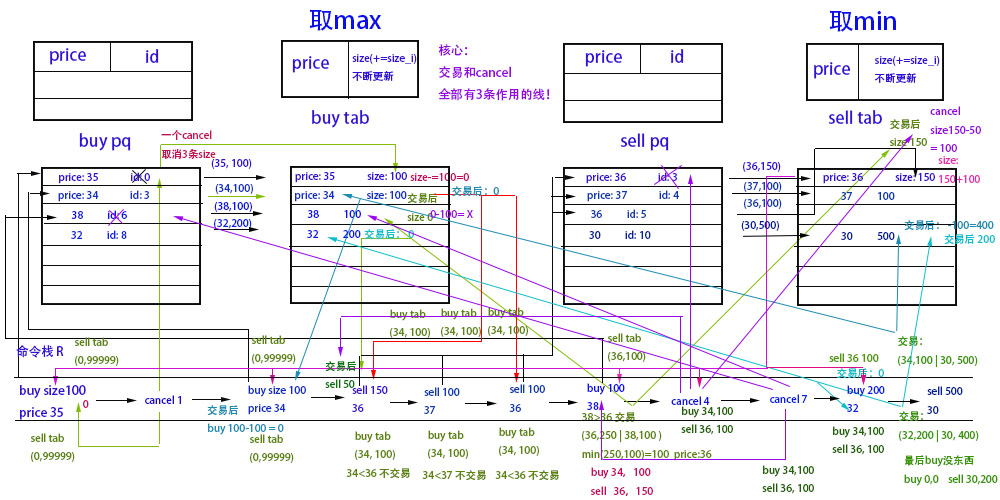 取max
取min
price
id
price
size(+=size_i)
不断更新
核心：
交易和cancel
全部有3条作用的线！
price
id
price
size(+=size_i)
不断更新
buy pq
buy tab
sell pq
sell tab
一个cancel
取消3条size
交易后
size 150
cancel
size150-50
=100
size:
150+100
price: 35
id: 0
price: 34
id: 3
38
id: 6
32
id: 8
(35, 100)
(34,100)
(38,100)
(32,200)
price: 35
size: 100
size-=100=0
price: 34
size: 100
交易后
交易后：0
38
100
size 0
0-100= X
32
200
交易后：0
price: 36
id: 3
price: 37
id: 4
36
id: 5
30
id: 10
(36,150)
(37,100)
(36,100)
(30,500)
price: 36
size: 150
37
100
交易后：-100=400
30
500
交易后 200
命令栈 R
sell tab
(0,99999)
sell tab
(0,99999)
buy tab
(34, 100)
buy tab
(34, 100)
buy tab
(34, 100)
sell tab
(36,100)
交易：
(34,100 | 30, 500)
交易后
sell 50
sell 36 100
交易后：0
buy size100
price 35
0
cancel 1
交易后
buy 100-100 = 0
buy size 100
price 34
sell 150
36
sell 100
37
sell 100
36
buy 100
38
cancel 4
cancel 7
buy 200
32
sell 500
30
sell tab
(0,99999)
sell tab
(0,99999)
buy tab
(34, 100)
34<36 不交易
buy tab
(34, 100)
34<37 不交易
buy tab
(34, 100)
34<36 不交易
38>36 交易
(36,250 | 38,100 )
min(250,100)=100 price:36
buy 34, 100
sell 36, 150
buy 34,100
sell 36, 100
buy 34,100
sell 36, 100
buy 34,100
sell 36, 100
交易：
(32,200 | 30, 400)
最后buy没东西
buy 0,0 sell 30,200